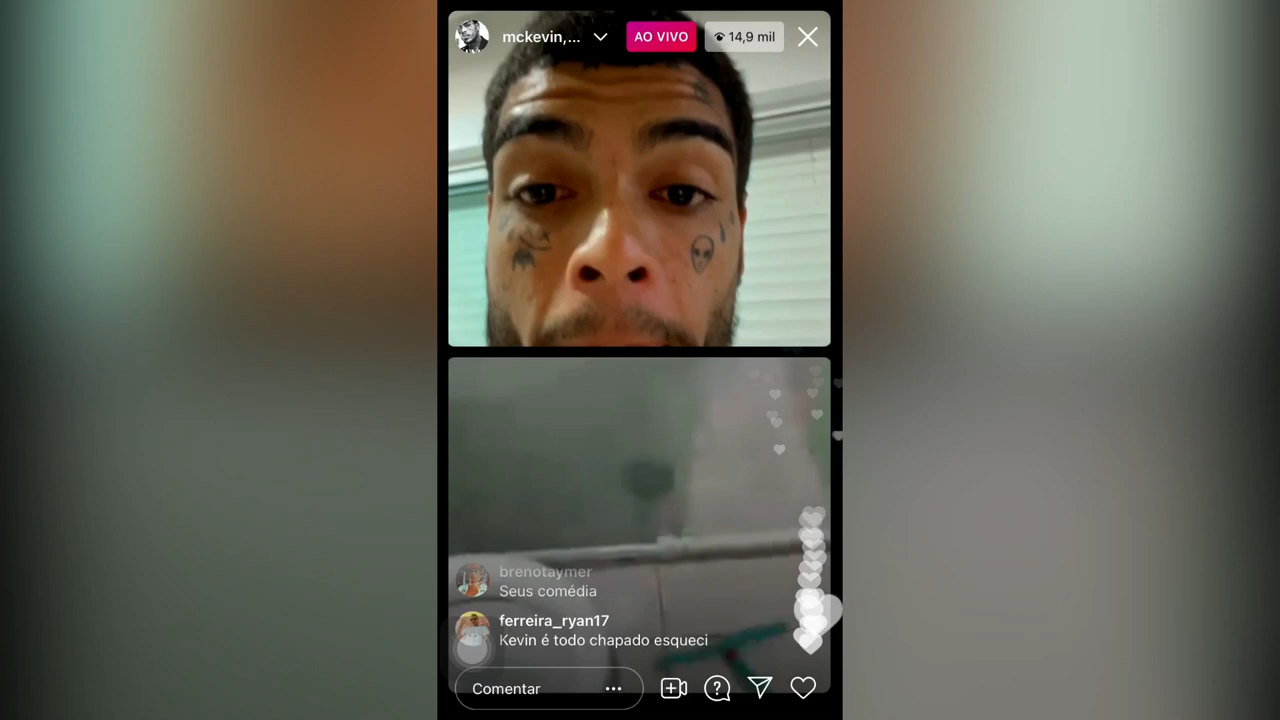 mckevin,...
AO VIVO
14,9 mil
brenotaymer
Seus comédia
ferreira_ryan17
Kevin é todo chapado esqueci
Comentar